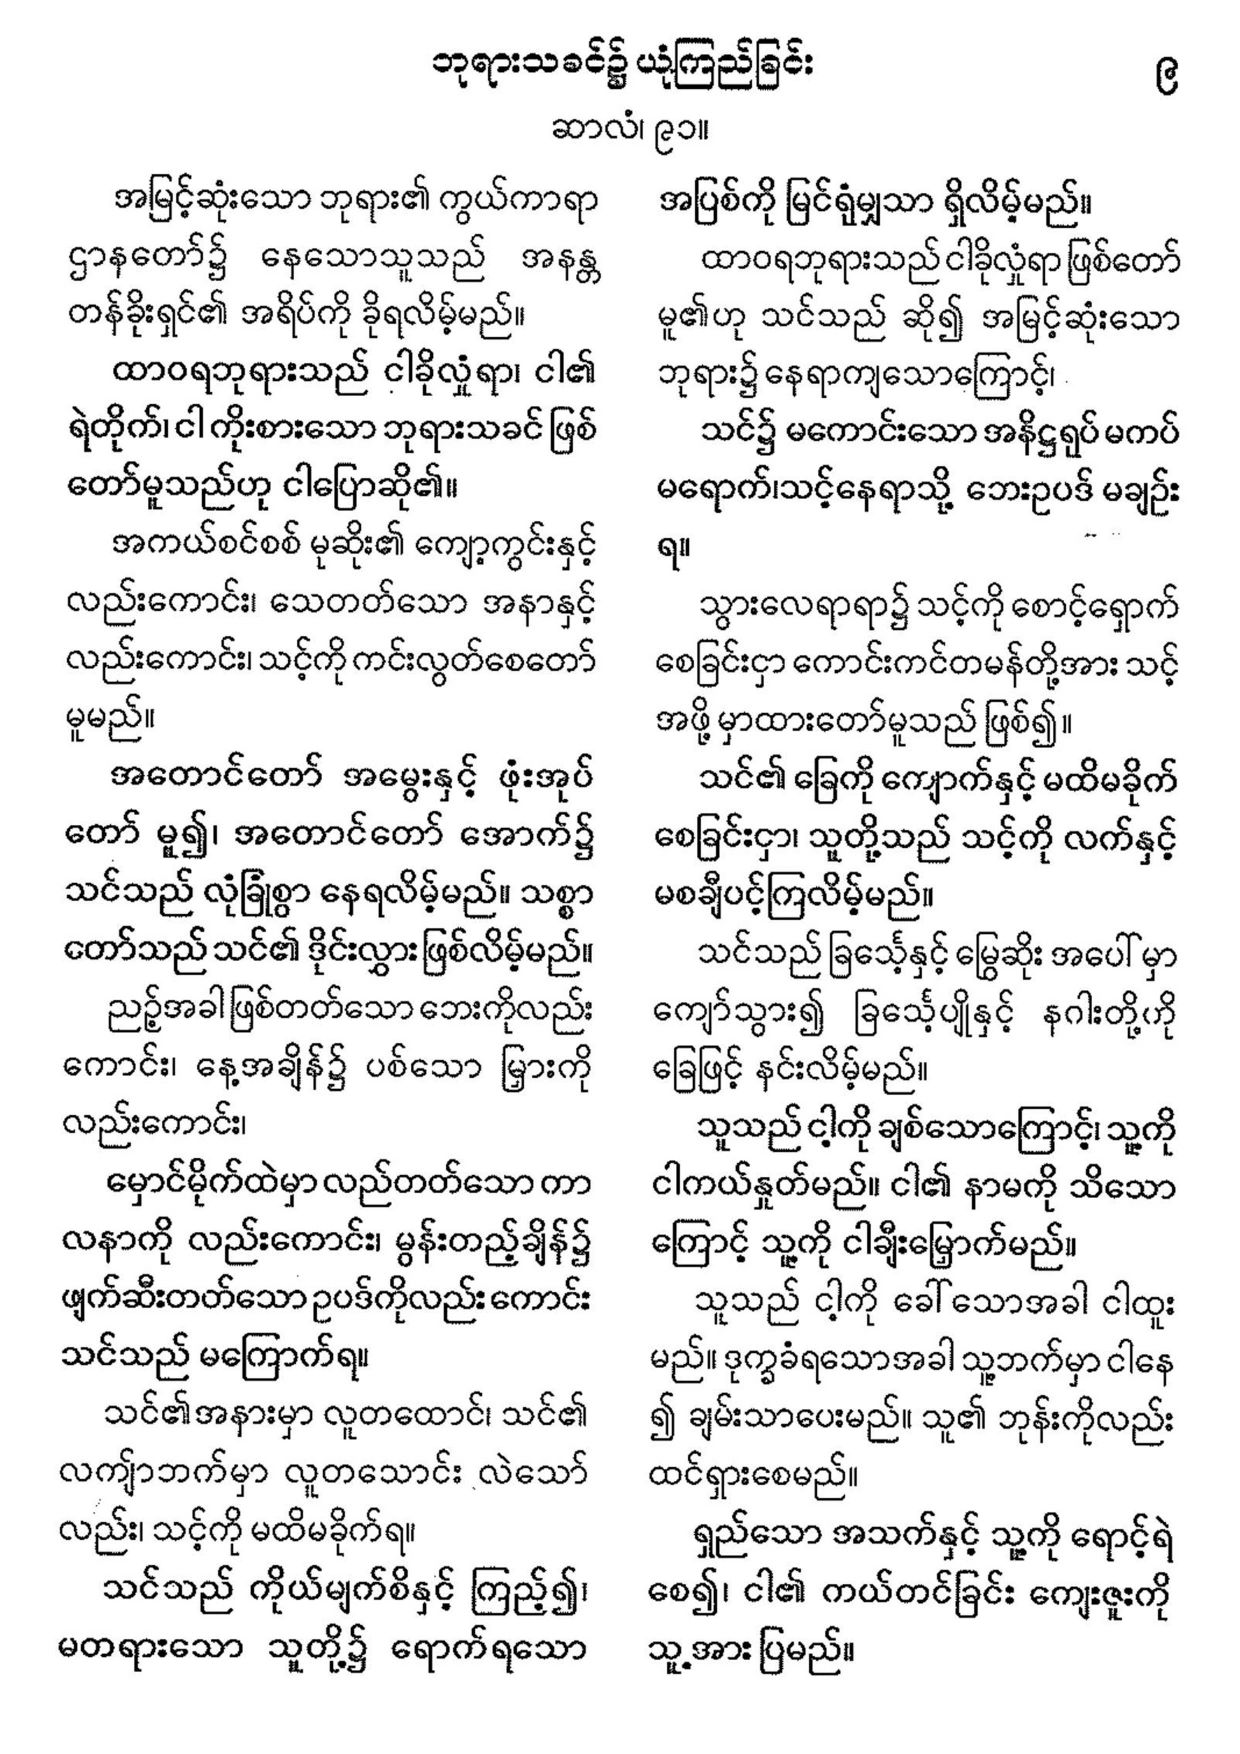 ဘုရားသခင်၌ ယုံကြည်ခြင်း
၉
ဆာလံ၊ ၉၁။
အမြင့်ဆုံးသော ဘုရား၏ ကွယ်ကာရာ
ဌာနတော်၌ နေသောသူသည် အနန္တ
တန်ခိုးရှင်၏ အရိပ်ကို ခိုရလိမ့်မည်။
ထာဝရဘုရားသည် ငါခိုလှုံရာ၊ ငါ၏
ရဲတိုက်၊ ငါ ကိုးစားသော ဘုရားသခင် ဖြစ်
တော်မူသည်ဟု ငါပြောဆို၏။
အကယ်စင်စစ် မုဆိုး၏ ကျော့ကွင်းနှင့်
လည်းကောင်း၊ သေတတ်သော အနာနှင့်
လည်းကောင်း၊ သင့်ကို ကင်းလွတ်စေတော်
မူမည်။
အတောင်တော် အမွေးနှင့် ဖုံးအုပ်
တော် မူ၍၊ အတောင်တော် အောက်၌
သင်သည် လုံခြုံစွာ နေရလိမ့်မည်။ သစ္စာ
တော်သည် သင်၏ ဒိုင်းလွှား ဖြစ်လိမ့်မည်။
ညဉ့်အခါ ဖြစ်တတ်သော ဘေးကိုလည်း
ကောင်း၊ နေ့အချိန်၌ ပစ်သော မြှားကို
လည်းကောင်း၊
မှောင်မိုက်ထဲမှာ လည်တတ်သော ကာ
လနာကို လည်းကောင်း၊ မွန်းတည့်ချိန်၌
ဖျက်ဆီးတတ်သော ဥပဒ်ကိုလည်း ကောင်း
သင်သည် မကြောက်ရ။
သင်၏အနားမှာ လူတထောင်၊ သင်၏
လက်ျာဘက်မှာ လူတသောင်း လဲသော်
လည်း၊ သင့်ကို မထိမခိုက်ရ။
သင်သည် ကိုယ်မျက်စိနှင့် ကြည့်၍၊
မတရားသော သူတို့၌ ရောက်ရသော
အပြစ်ကို မြင်ရုံမျှသာ ရှိလိမ့်မည်။
ထာဝရဘုရားသည် ငါခိုလှုံရာ ဖြစ်တော်
မူ၏ဟု သင်သည် ဆို၍ အမြင့်ဆုံးသော
ဘုရား၌ နေရာကျသောကြောင့်၊
သင်၌ မကောင်းသော အနိဋ္ဌရုပ် မကပ်
မရောက်၊သင့်နေရာသို့ ဘေးဥပဒ် မချဉ်း
ရ။
သွားလေရာရာ၌ သင့်ကို စောင့်ရှောက်
စေခြင်းငှာ ကောင်းကင်တမန်တို့အား သင့်
အဖို့ မှာထားတော်မူသည် ဖြစ်၍။
သင်၏ ခြေကို ကျောက်နှင့် မထိမခိုက်
စေခြင်းငှာ၊ သူတို့သည် သင့်ကို လက်နှင့်
မစချီပင့်ကြလိမ့်မည်။
သင်သည် ခြင်္သေ့နှင့် မြွေဆိုး အပေါ် မှာ
ကျော်သွား၍ ခြင်္သေ့ပျိုနှင့် နဂါးတို့ဟို
ခြေဖြင့် နင်းလိမ့်မည်။
သူသည် ငါ့ကို ချစ်သောကြောင့်၊ သူ့ကို
ငါကယ်နှုတ်မည်။ ငါ၏ နာမကို သိသော
ကြောင့် သူ့ကို ငါချီးမြှောက်မည်။
သူသည် ငါ့ကို ခေါ် သောအခါ ငါထူး
မည်။ ဒုက္ခခံရသောအခါ သူ့ဘက်မှာ ငါနေ
၍ ချမ်းသာပေးမည်။ သူ၏ ဘုန်းကိုလည်း
ထင်ရှားစေမည်။
ရှည်သော အသက်နှင့် သူ့ကို ရောင့်ရဲ
စေ၍၊ ငါ၏ ကယ်တင်ခြင်း ကျေးဇူးကို
သူ့အား ပြမည်။